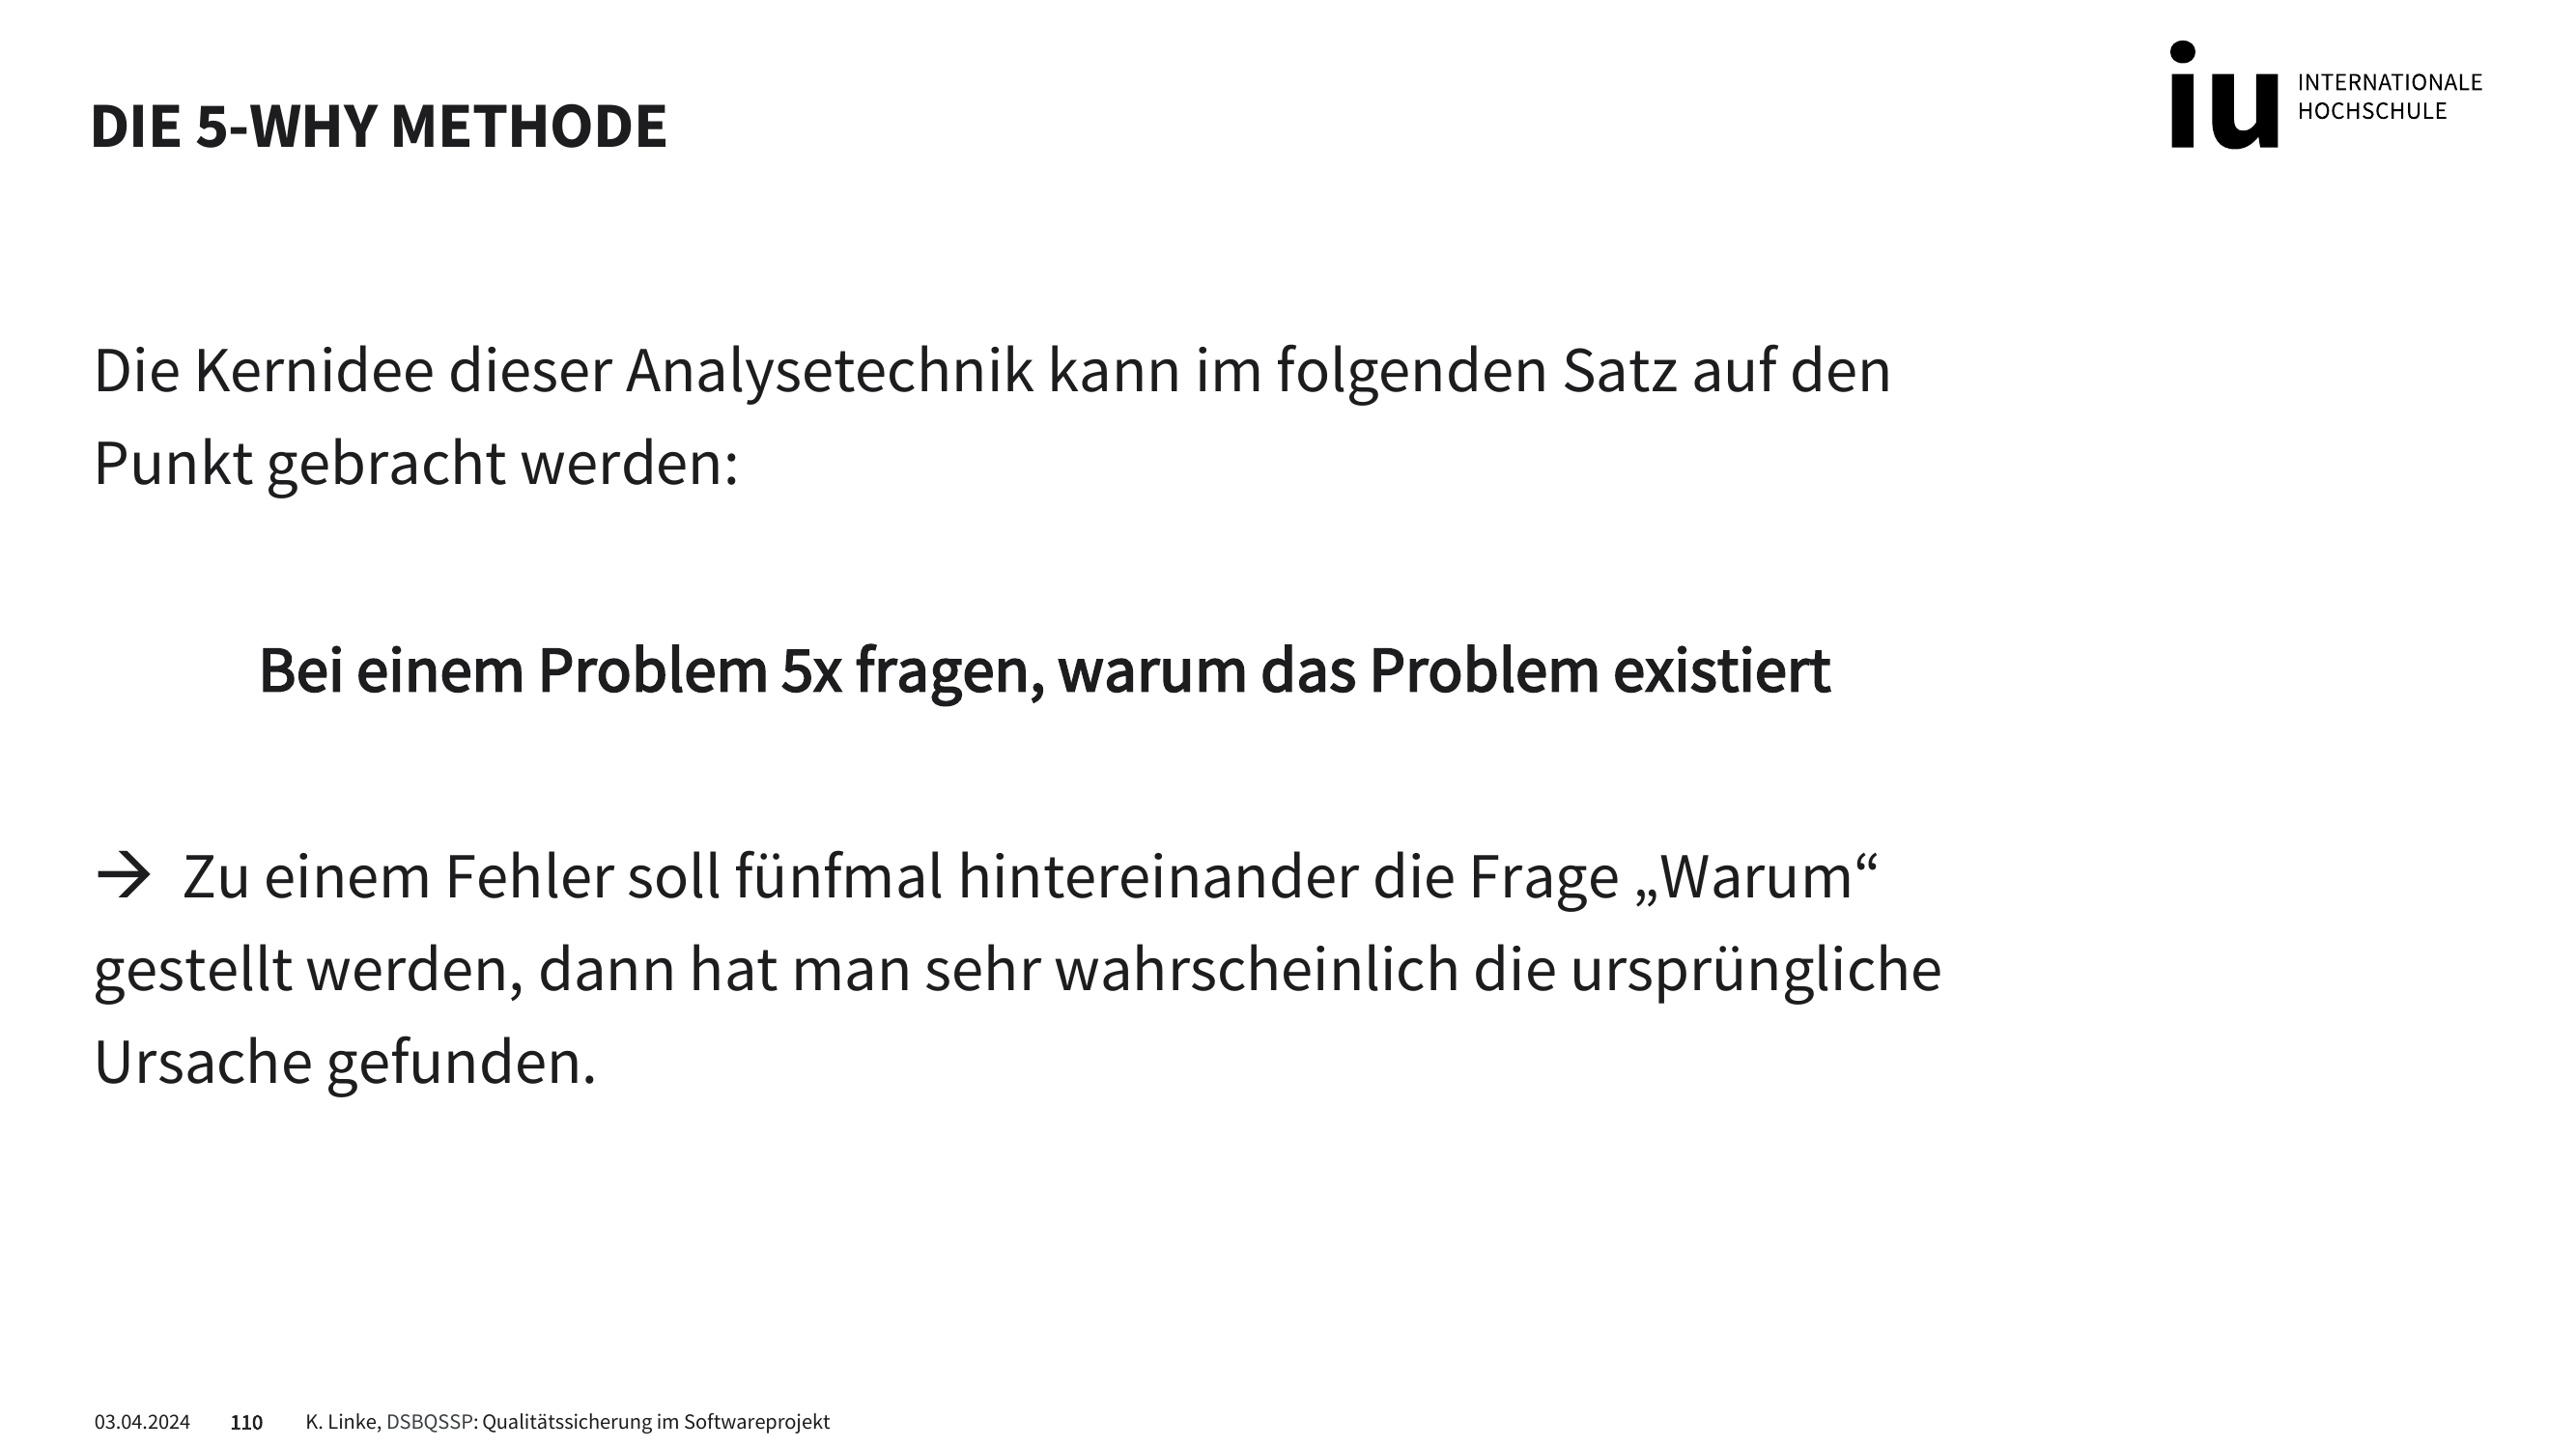 DIE 5-WHY METHODE
iu INTERNATIONALE
HOCHSCHULE
Die Kernidee dieser Analysetechnik kann im folgenden Satz auf den
Punkt gebracht werden:
Bei einem Problem 5x fragen, warum das Problem existiert
→ Zu einem Fehler soll fünfmal hintereinander die Frage „Warum“
gestellt werden, dann hat man sehr wahrscheinlich die ursprüngliche
Ursache gefunden.
03.04.2024 110 K. Linke, DSBQSSP: Qualitätssicherung im Softwareprojekt